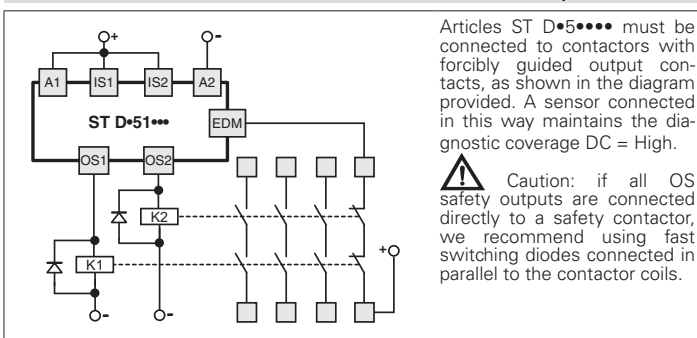 +
-
A1 IS1 IS2 A2
ST D•51•••
EDM
OS1 OS2
K2
K1
+
- -
Articles ST D•5•••• must be
connected to contactors with
forcibly guided output con-
tacts, as shown in the diagram
provided. A sensor connected
in this way maintains the dia-
gnostic coverage DC = High.
Caution: if all OS
safety outputs are connected
directly to a safety contactor,
we recommend using fast
switching diodes connected in
parallel to the contactor coils.